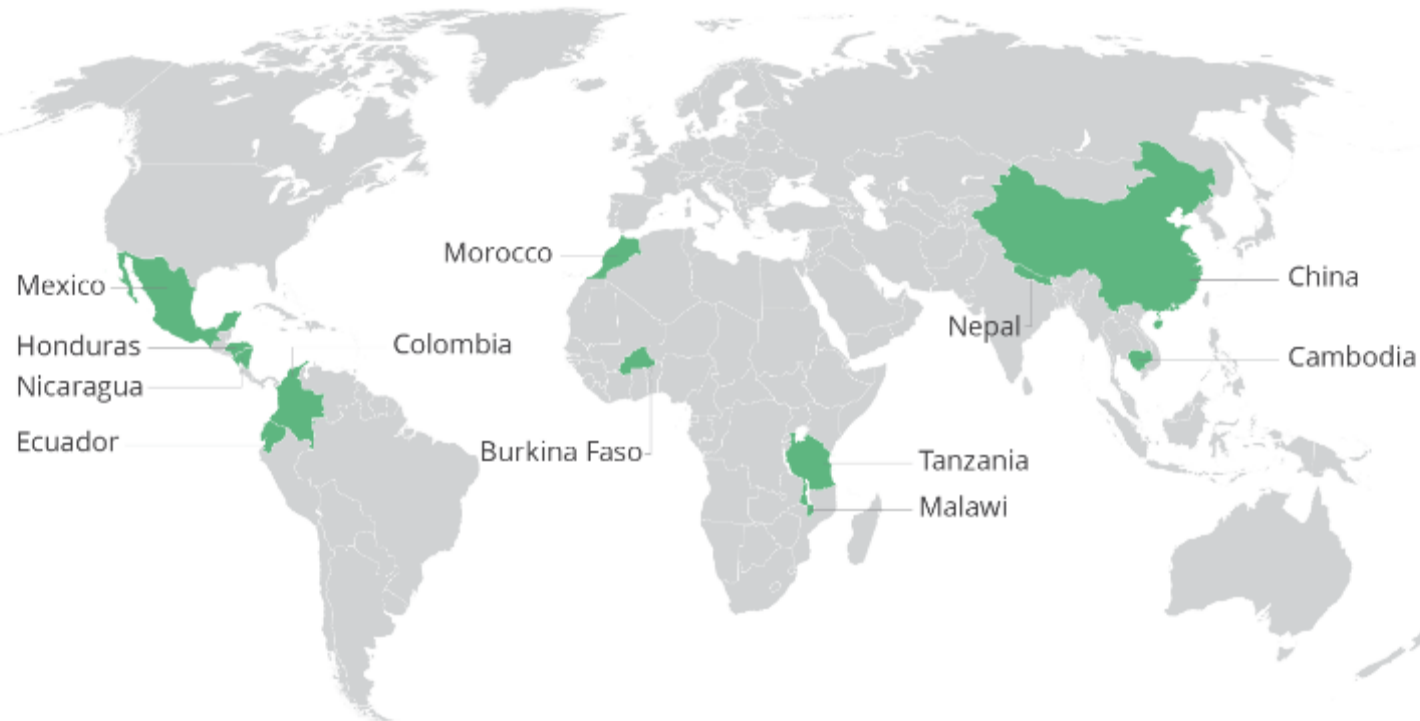 Mexico
Honduras
Nicaragua
Ecuador
Colombia
Morocco
Burkina Faso
Tanzania
Malawi
Nepal
China
Cambodia